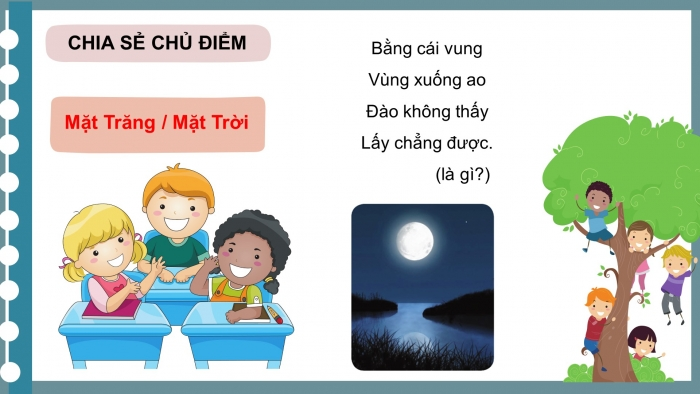 CHIA SẺ CHỦ ĐIỂM
Mặt Trăng / Mặt Trời
Bằng cái vung
Vùng xuống ao
Đào không thấy
Lấy chẳng được.
(là gì?)